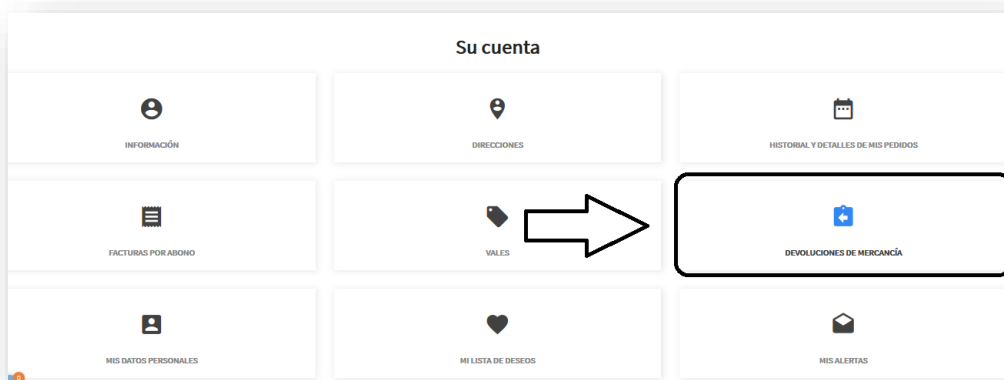 Su cuenta
INFORMACIÓN
DIRECCIONES
HISTORIAL Y DETALLES DE MIS PEDIDOS
FACTURAS POR ABONO
VALES
DEVOLUCIONES DE MERCANCÍA
MIS DATOS PERSONALES
MI LISTA DE DESEOS
MIS ALERTAS
0